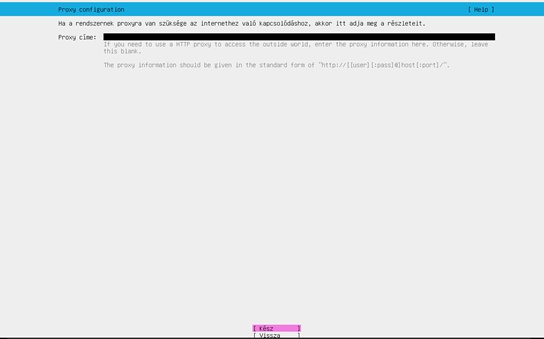 Proxy configuration [ Help ]
Ha a rendszernek proxyra van szüksége az internethez való kapcsolódáshoz, akkor itt adja meg a részleteit.
Proxy címe:
If you need to use a HTTP proxy to access the outside world, enter the proxy information here. Otherwise, leave
this blank.
The proxy information should be given in the standard form of "http://[[user][:pass]@]host[:port]/".
[ Kész ]
[ Vissza ]